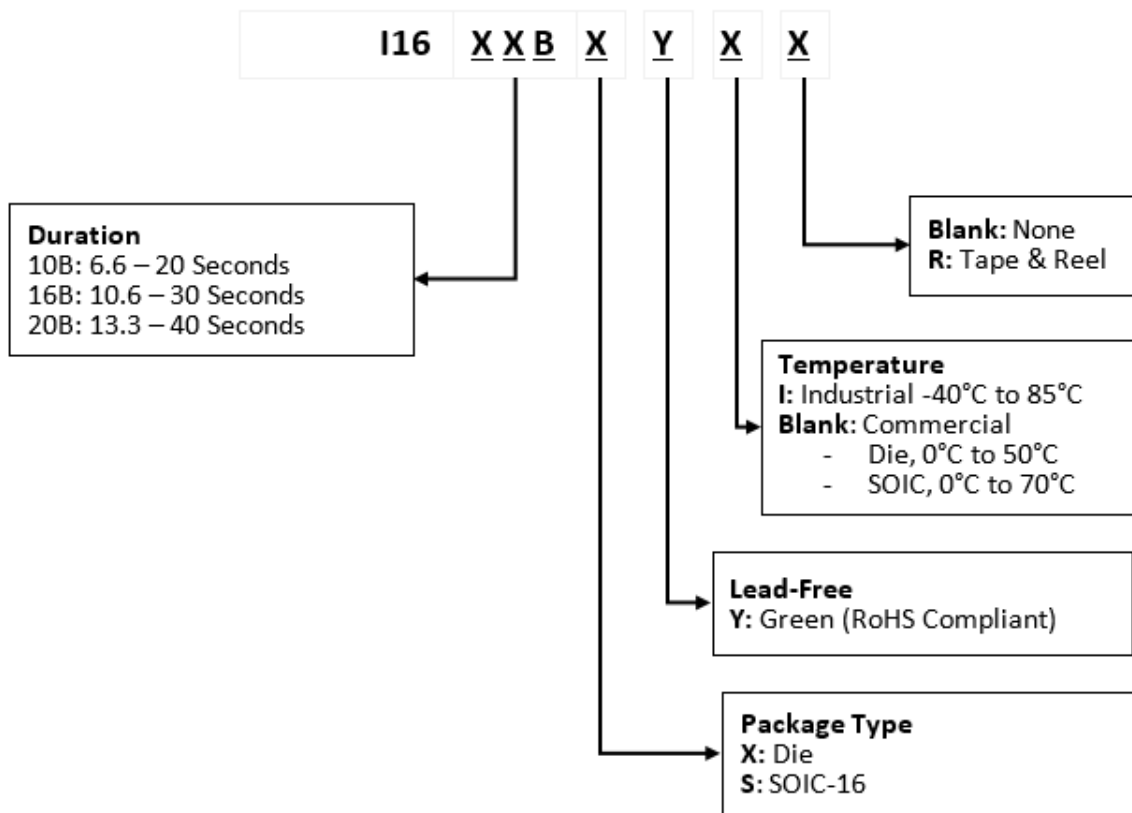 I16 XXB X Y X X
Duration
10B: 6.6 – 20 Seconds
16B: 10.6 – 30 Seconds
20B: 13.3 – 40 Seconds
Blank: None
R: Tape & Reel
Temperature
I: Industrial -40°C to 85°C
Blank: Commercial
- Die, 0°C to 50°C
- SOIC, 0°C to 70°C
Lead-Free
Y: Green (RoHS Compliant)
Package Type
X: Die
S: SOIC-16